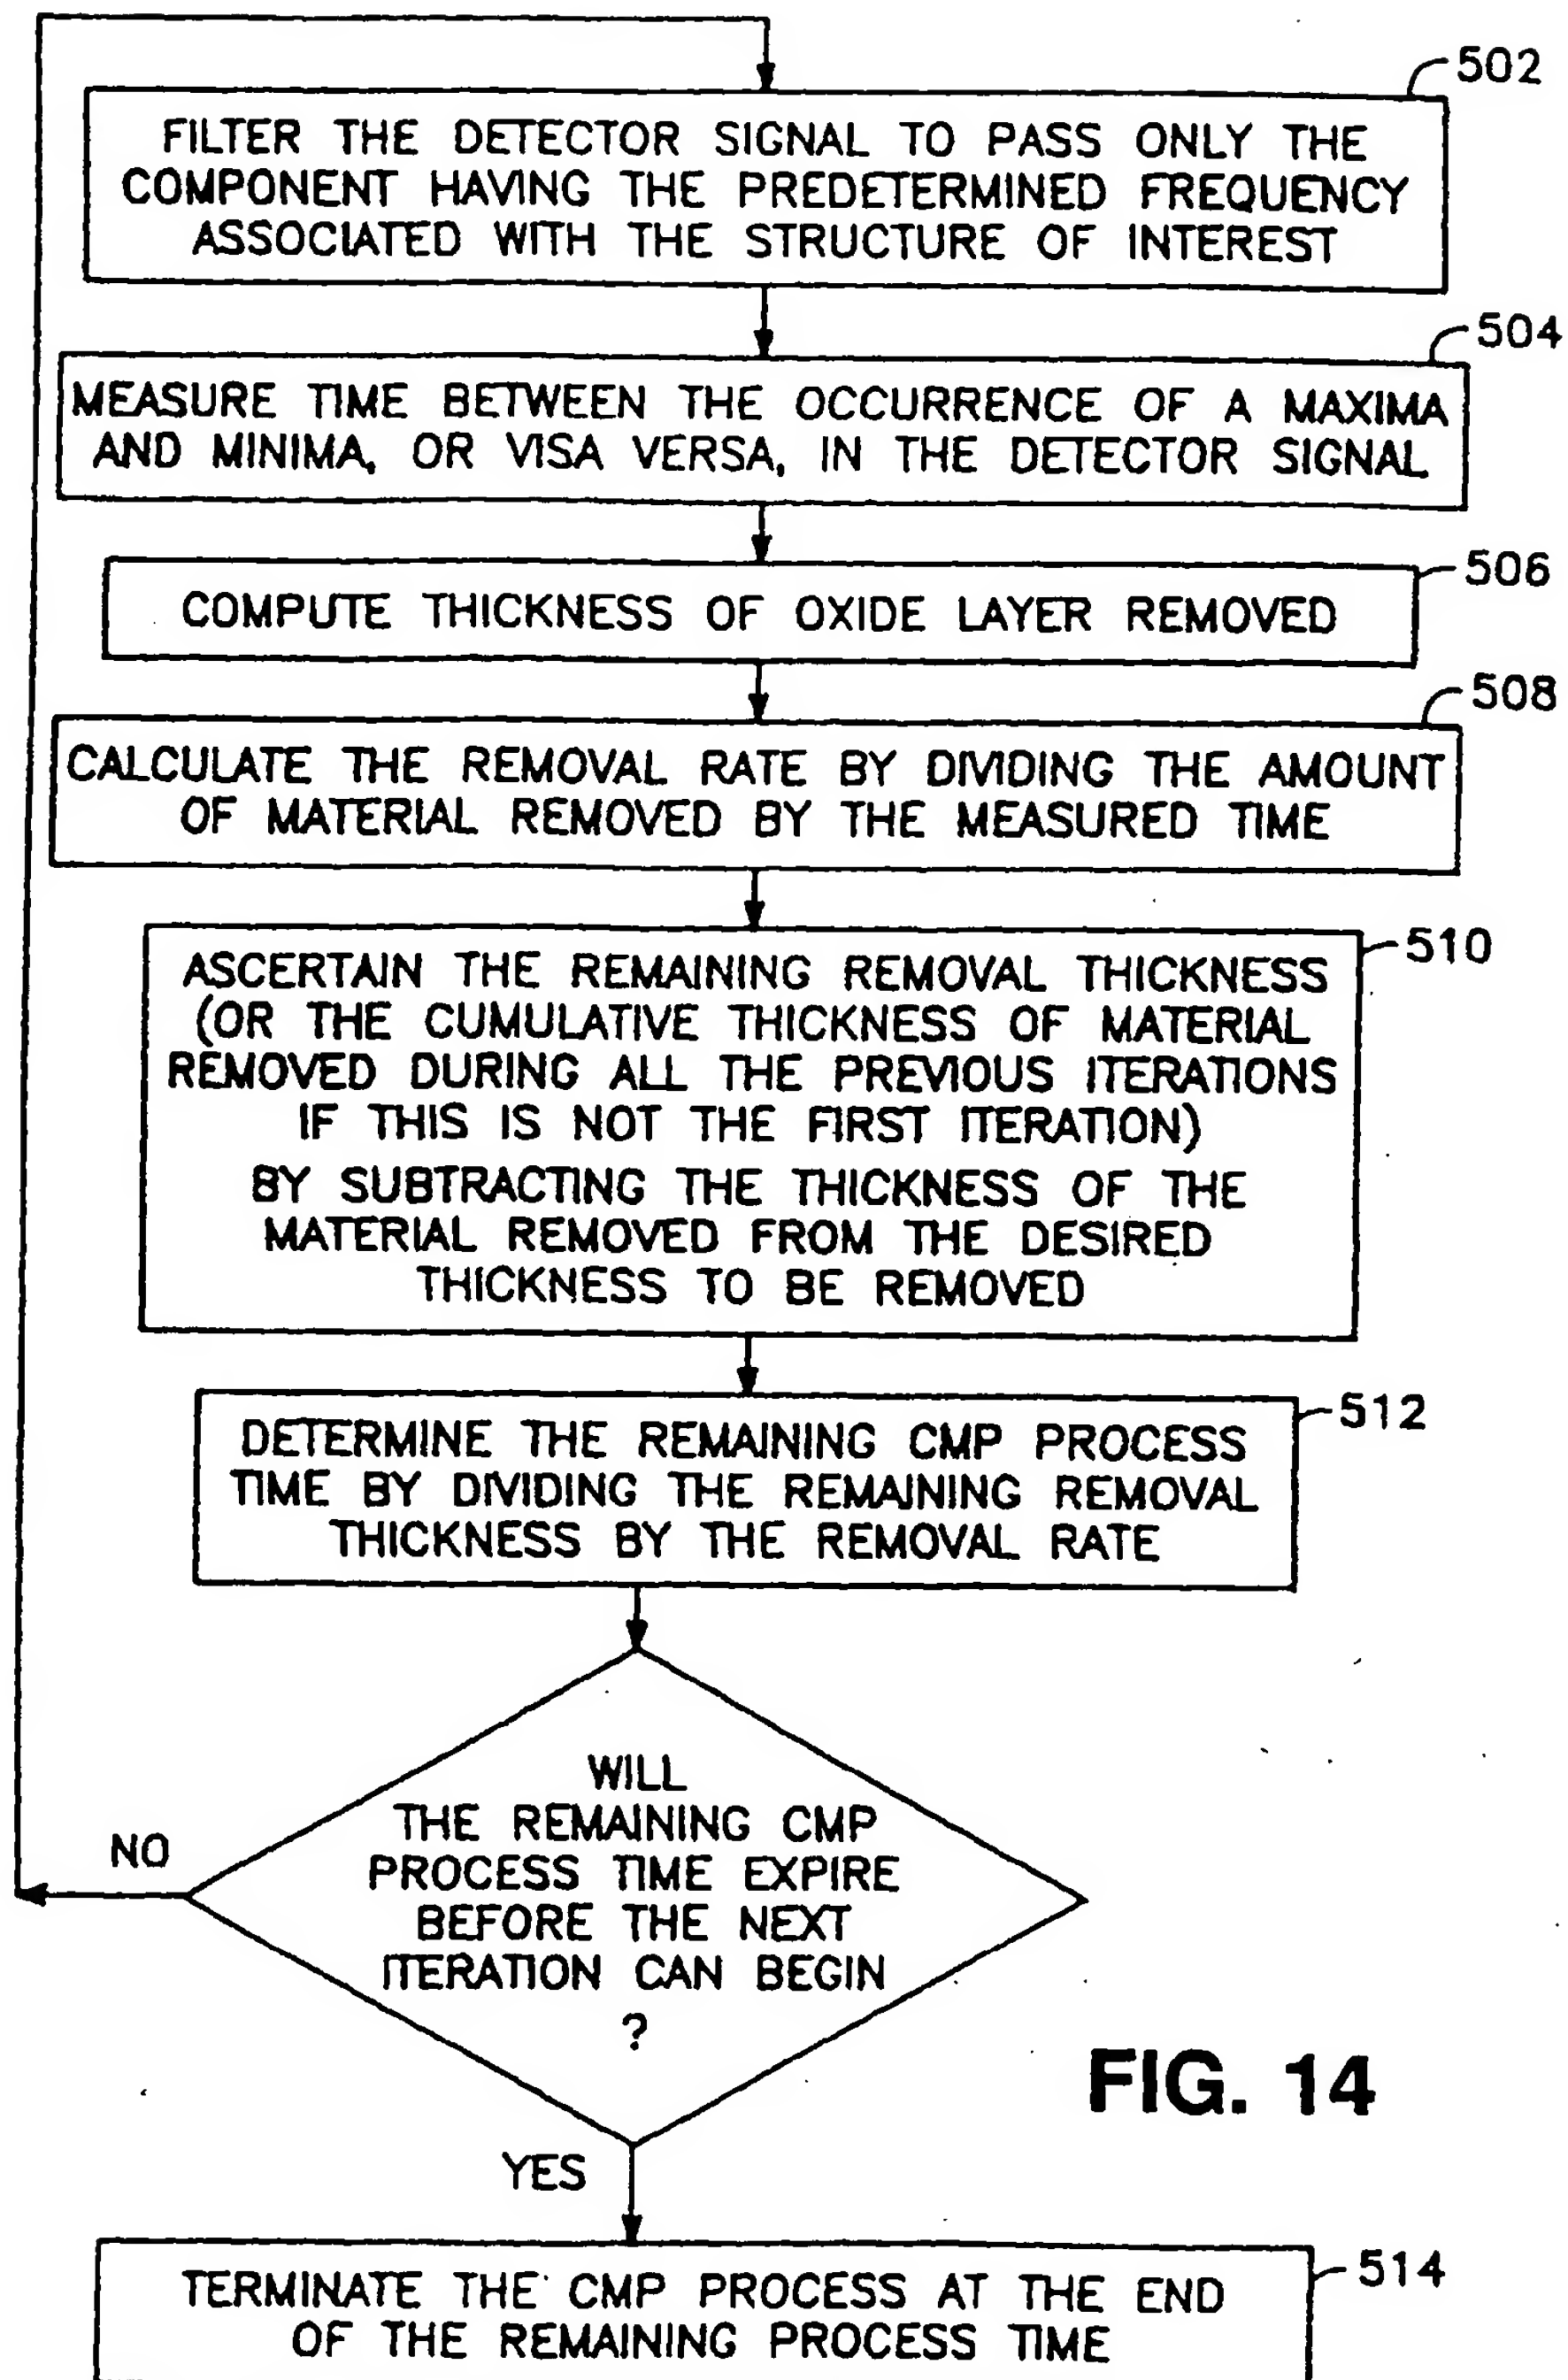 502
FILTER THE DETECTOR SIGNAL TO PASS ONLY THE
COMPONENT HAVING THE PREDETERMINED FREQUENCY
ASSOCIATED WITH THE STRUCTURE OF INTEREST
504
MEASURE TIME BETWEEN THE OCCURRENCE OF A MAXIMA
AND MINIMA, OR VISA VERSA, IN THE DETECTOR SIGNAL
506
COMPUTE THICKNESS OF OXIDE LAYER REMOVED
508
CALCULATE THE REMOVAL RATE BY DIVIDING THE AMOUNT
OF MATERIAL REMOVED BY THE MEASURED TIME
510
ASCERTAIN THE REMAINING REMOVAL THICKNESS
(OR THE CUMULATIVE THICKNESS OF MATERIAL
REMOVED DURING ALL THE PREVIOUS ITERATIONS
IF THIS IS NOT THE FIRST ITERATION)
BY SUBTRACTING THE THICKNESS OF THE
MATERIAL REMOVED FROM THE DESIRED
THICKNESS TO BE REMOVED
512
DETERMINE THE REMAINING CMP PROCESS
TIME BY DIVIDING THE REMAINING REMOVAL
THICKNESS BY THE REMOVAL RATE
WILL
THE REMAINING CMP
PROCESS TIME EXPIRE
BEFORE THE NEXT
ITERATION CAN BEGIN
?
NO
FIG. 14
YES
514
TERMINATE THE CMP PROCESS AT THE END
OF THE REMAINING PROCESS TIME